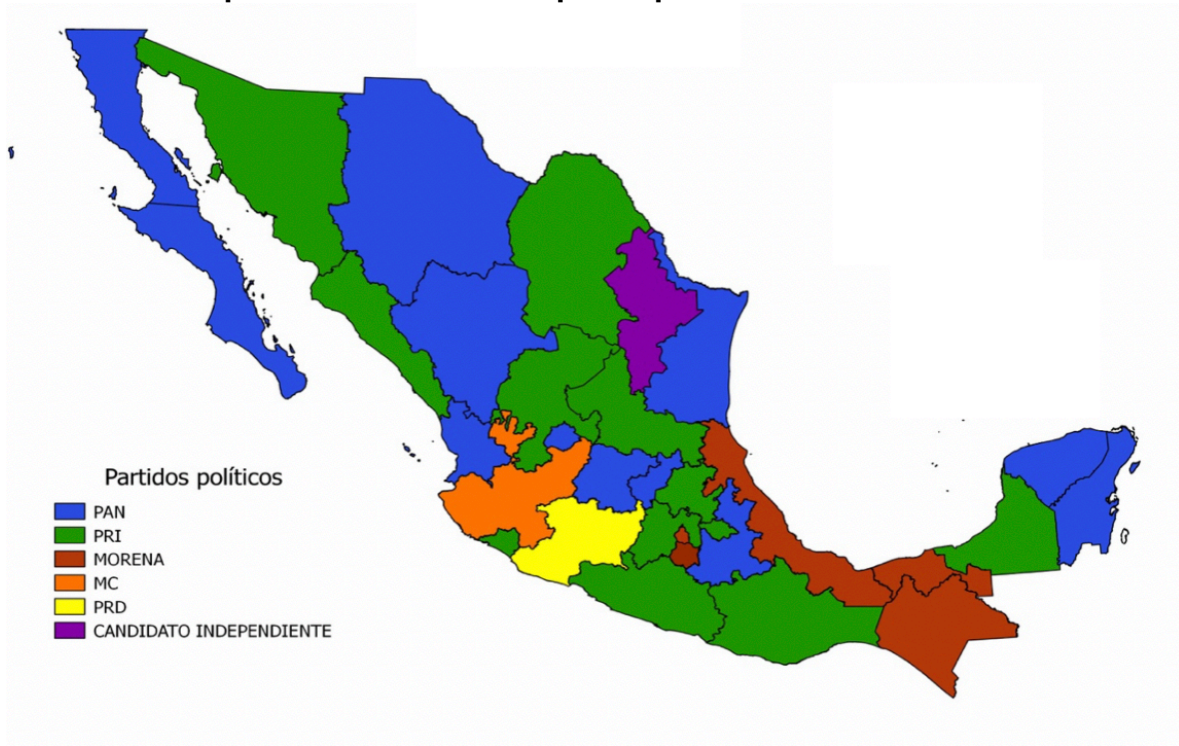 Partidos políticos
PAN
PRI
MORENA
MC
PRD
CANDIDATO INDEPENDIENTE